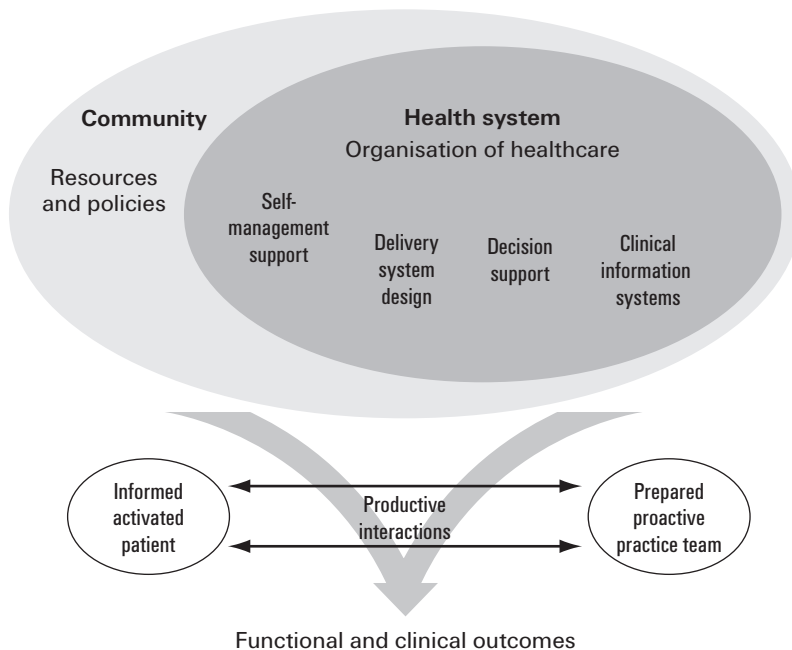 Community
Resources
and policies
Health system
Organisation of healthcare
Self-
management
support
Delivery
system
design
Decision
support
Clinical
information
systems
Informed
activated
patient
Productive
interactions
Prepared
proactive
practice team
Functional and clinical outcomes